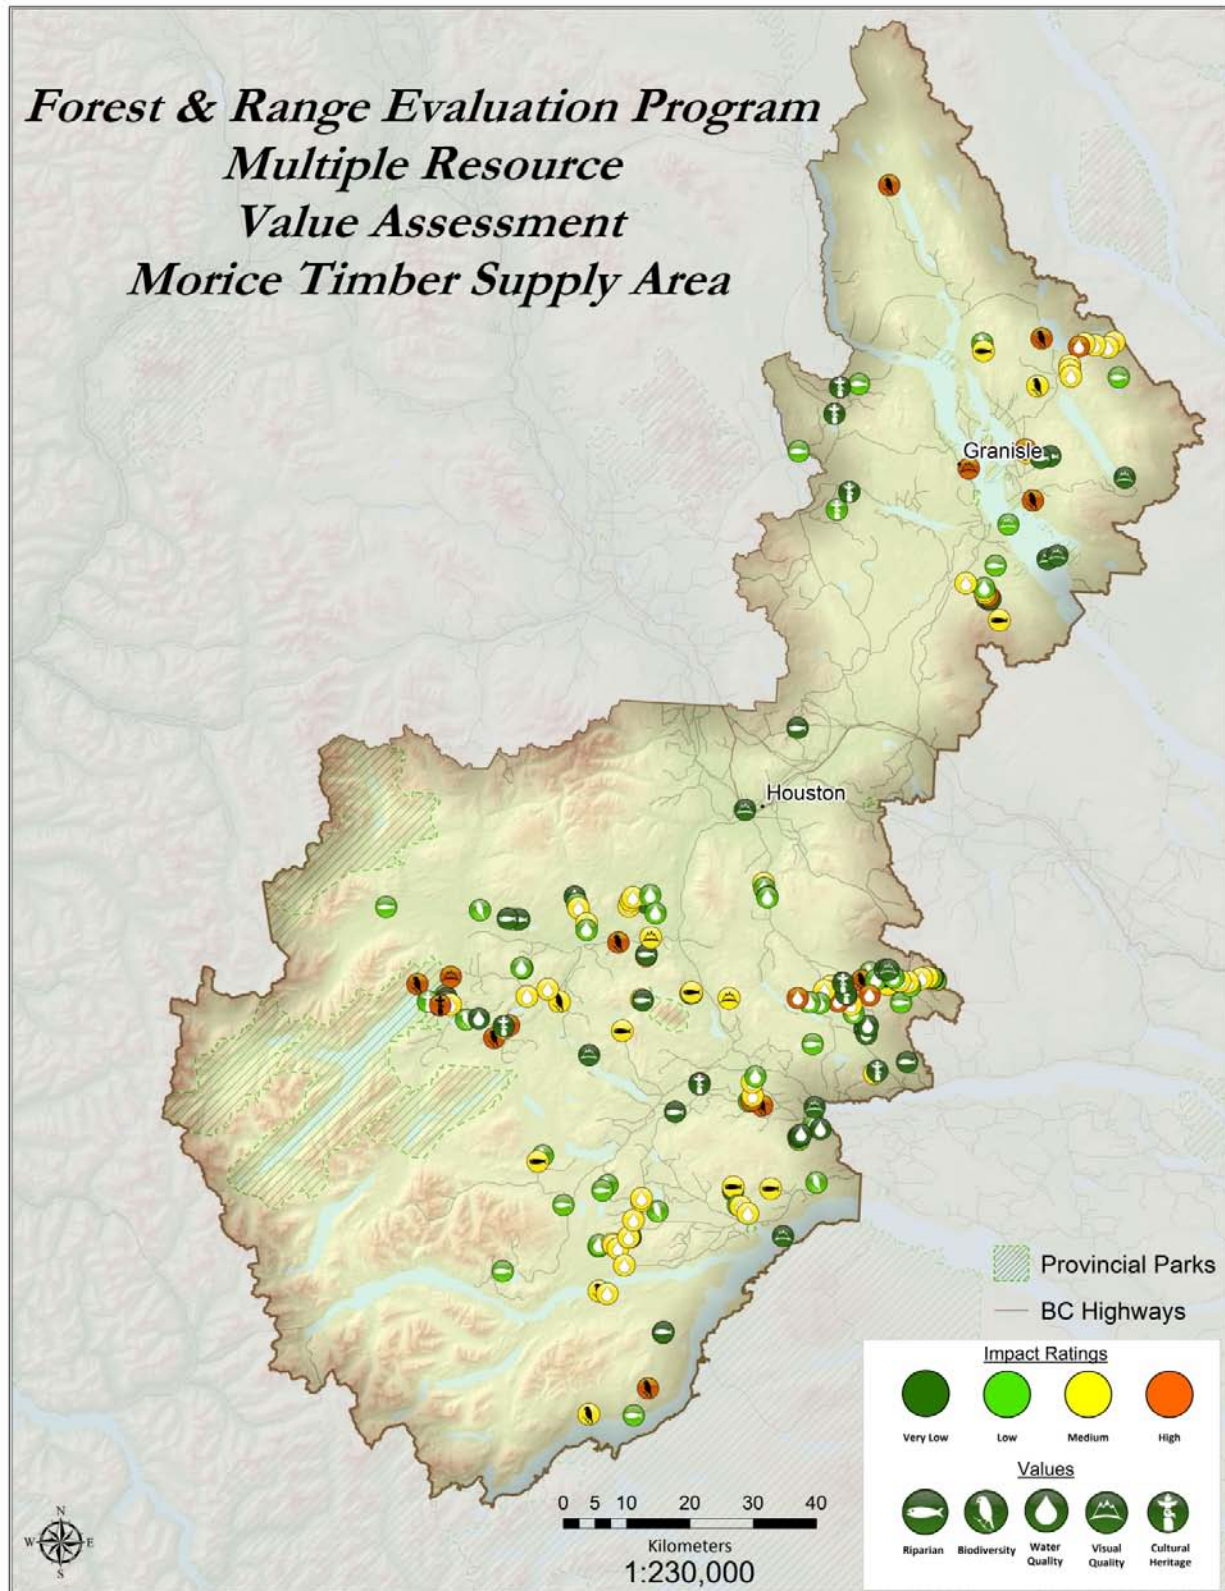 Forest & Range Evaluation Program
Multiple Resource
Value Assessment
Morice Timber Supply Area
Granisle
Houston
Provincial Parks
BC Highways
Impact Ratings
Very Low Low Medium High
Values
Riparian Biodiversity Water Quality Visual Quality Cultural Heritage
N
W E
S
0 5 10 20 30 40
Kilometers
1:230,000